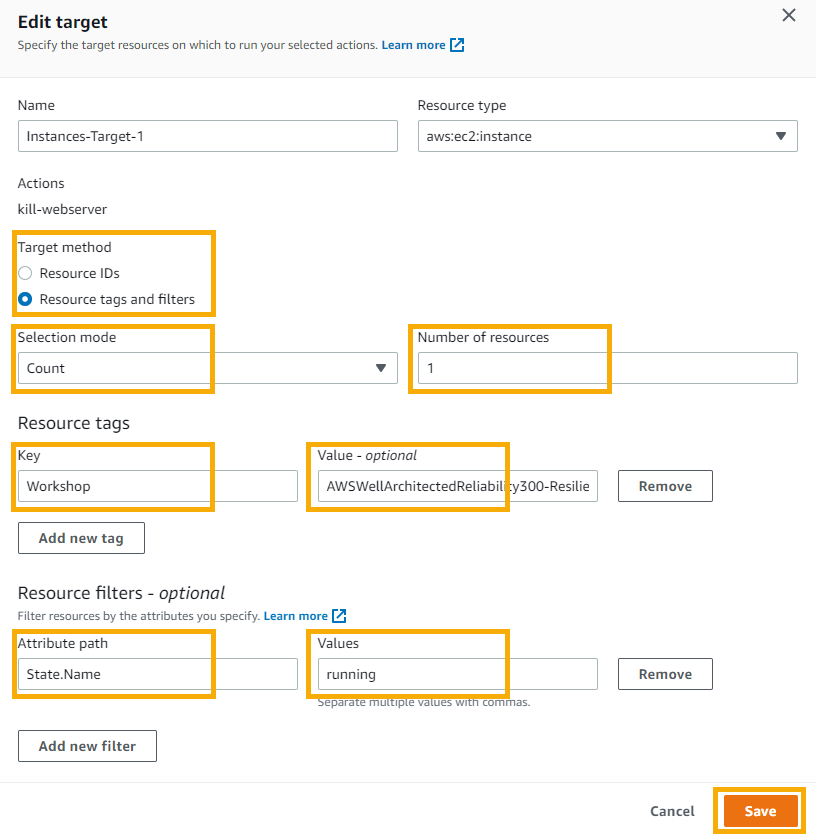 Edit target
Specify the target resources on which to run your selected actions. Learn more
Name
Resource type
Instances-Target-1
aws:ec2:instance
Actions
kill-webserver
Target method
Resource IDs
Resource tags and filters
Selection mode
Number of resources
Count
1
Resource tags
Key
Value - optional
Workshop
AWSWellArchitectedReliability300-Resilie
Remove
Add new tag
Resource filters - optional
Filter resources by the attributes you specify. Learn more
Attribute path
Values
State.Name
running
Remove
Separate multiple values with commas.
Add new filter
Cancel
Save